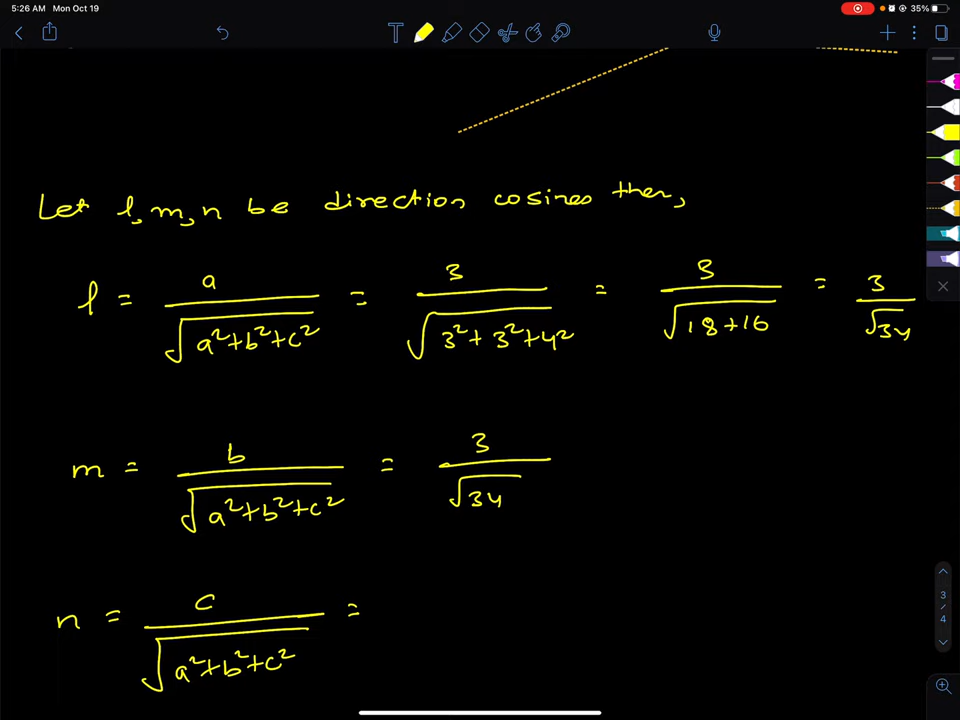 5:26 AM Mon Oct 19
35%
T
Let l, m, n be direction cosines then,
l = a / √(a²+b²+c²) = 3 / √(3²+3²+4²) = 3 / √(18+16) = 3 / √34
m = b / √(a²+b²+c²) = 3 / √34
n = c / √(a²+b²+c²) =
3
/
4